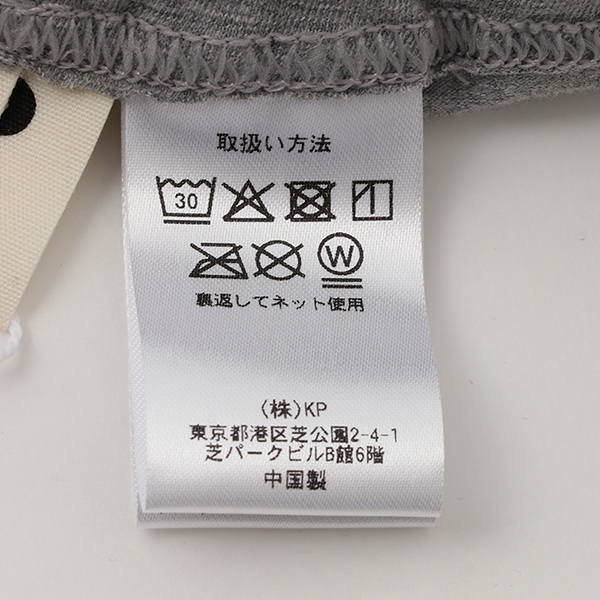 取扱い方法
30
W
裏返してネット使用
(株)KP
東京都港区芝公園2-4-1
芝パークビルB館6階
中国製